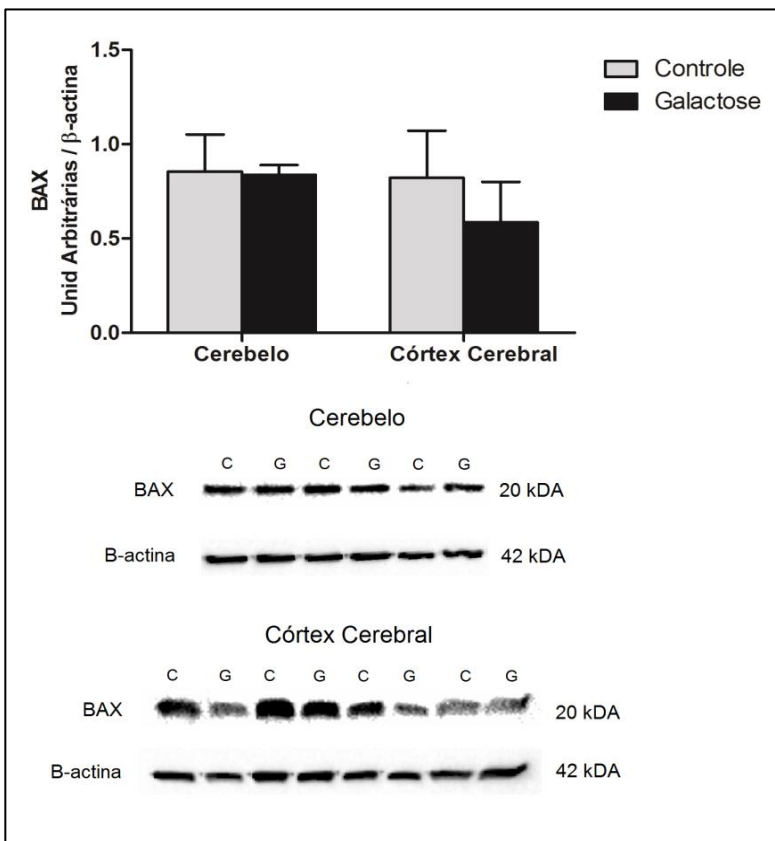 1.5
1.0
0.5
0.0
BAX
Unid Arbitrárias / β-actina
Controle
Galactose
Cerebelo Córtex Cerebral
Cerebelo
C G C G C G
BAX 20 kDA
B-actina 42 kDA
Córtex Cerebral
C G C G C G C G
BAX 20 kDA
B-actina 42 kDA